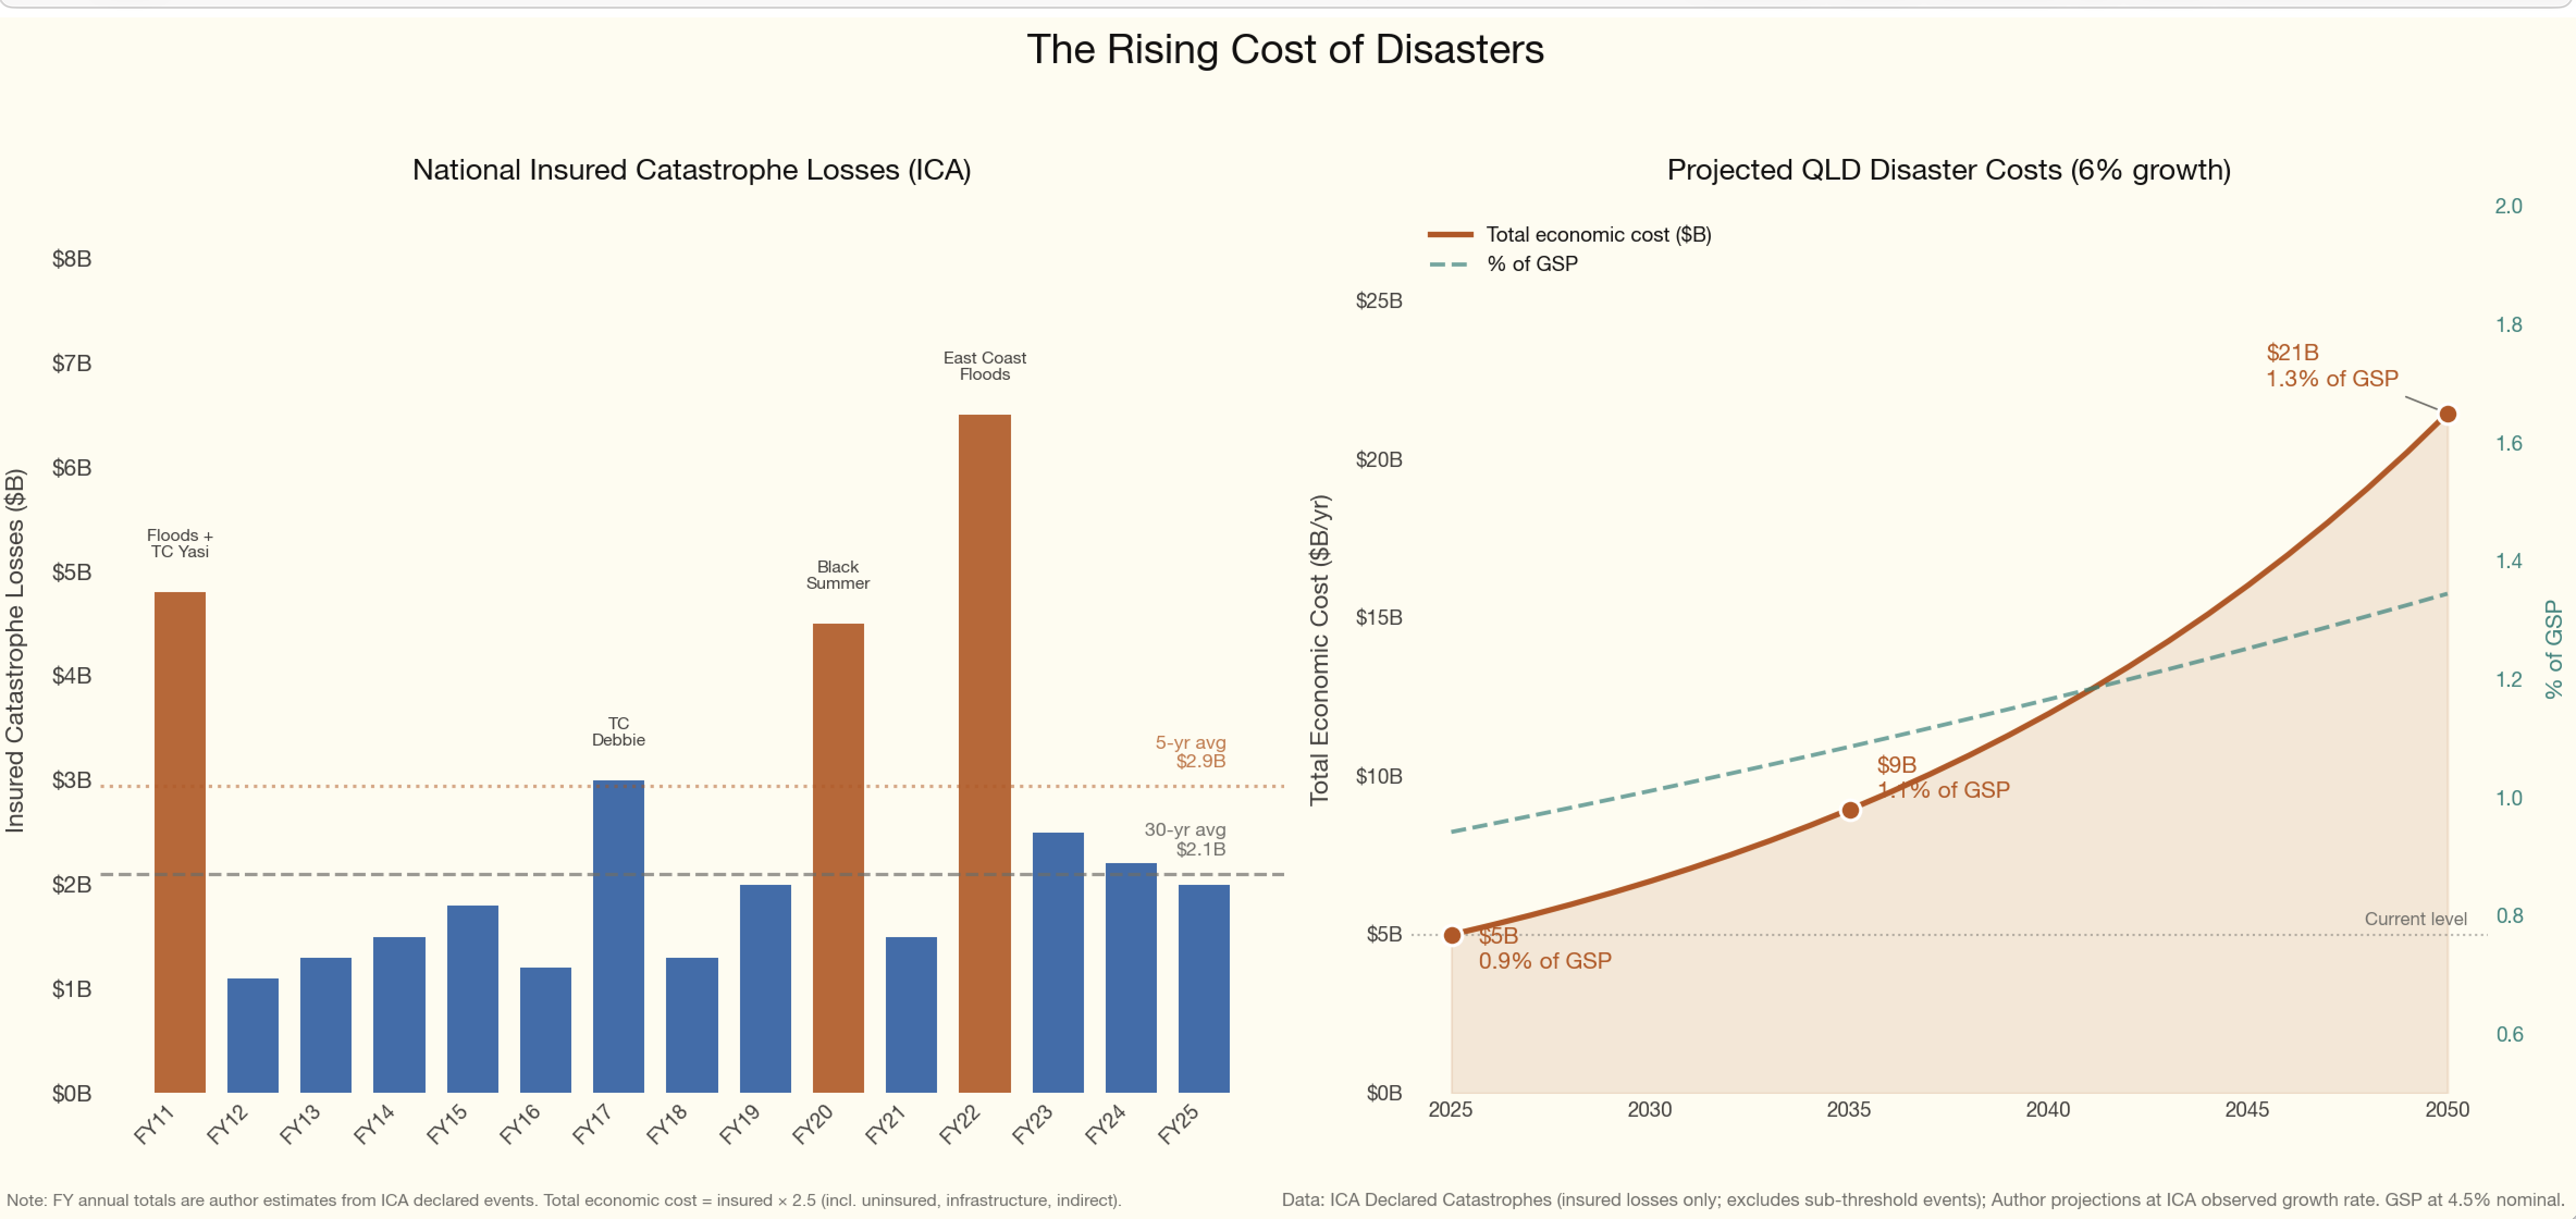 The Rising Cost of Disasters
National Insured Catastrophe Losses (ICA)
Insured Catastrophe Losses ($B)
$8B
$7B
$6B
$5B
$4B
$3B
$2B
$1B
$0B
Floods +
TC Yasi
TC
Debbie
Black
Summer
East Coast
Floods
5-yr avg
$2.9B
30-yr avg
$2.1B
FY11
FY12
FY13
FY14
FY15
FY16
FY17
FY18
FY19
FY20
FY21
FY22
FY23
FY24
FY25
Projected QLD Disaster Costs (6% growth)
Total economic cost ($B)
% of GSP
Total Economic Cost ($B/yr)
$25B
$20B
$15B
$10B
$5B
$0B
$21B
1.3% of GSP
$9B
1.1% of GSP
$5B
0.9% of GSP
Current level
2.0
1.8
1.6
1.4
1.2
1.0
0.8
0.6
% of GSP
2025
2030
2035
2040
2045
2050
Note: FY annual totals are author estimates from ICA declared events. Total economic cost = insured × 2.5 (incl. uninsured, infrastructure, indirect).
Data: ICA Declared Catastrophes (insured losses only; excludes sub-threshold events); Author projections at ICA observed growth rate. GSP at 4.5% nominal.